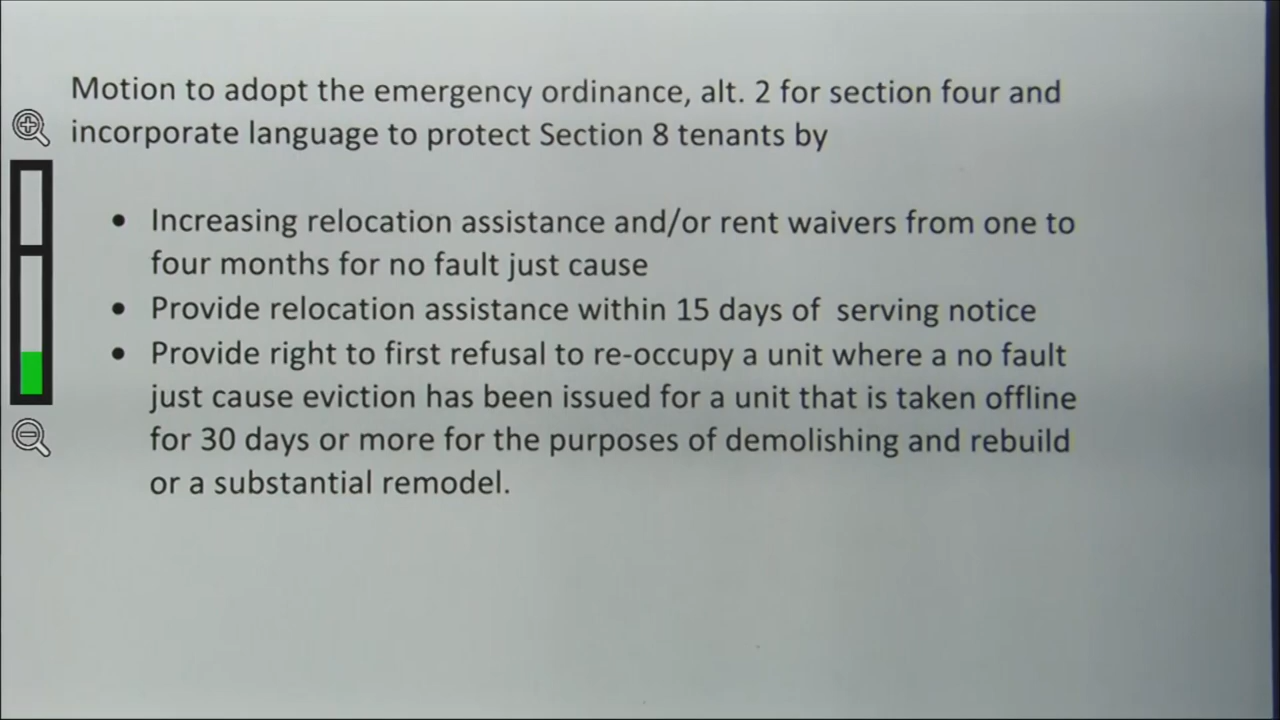 Motion to adopt the emergency ordinance, alt. 2 for section four and
incorporate language to protect Section 8 tenants by
• Increasing relocation assistance and/or rent waivers from one to
four months for no fault just cause
• Provide relocation assistance within 15 days of  serving notice
• Provide right to first refusal to re-occupy a unit where a no fault
just cause eviction has been issued for a unit that is taken offline
for 30 days or more for the purposes of demolishing and rebuild
or a substantial remodel.